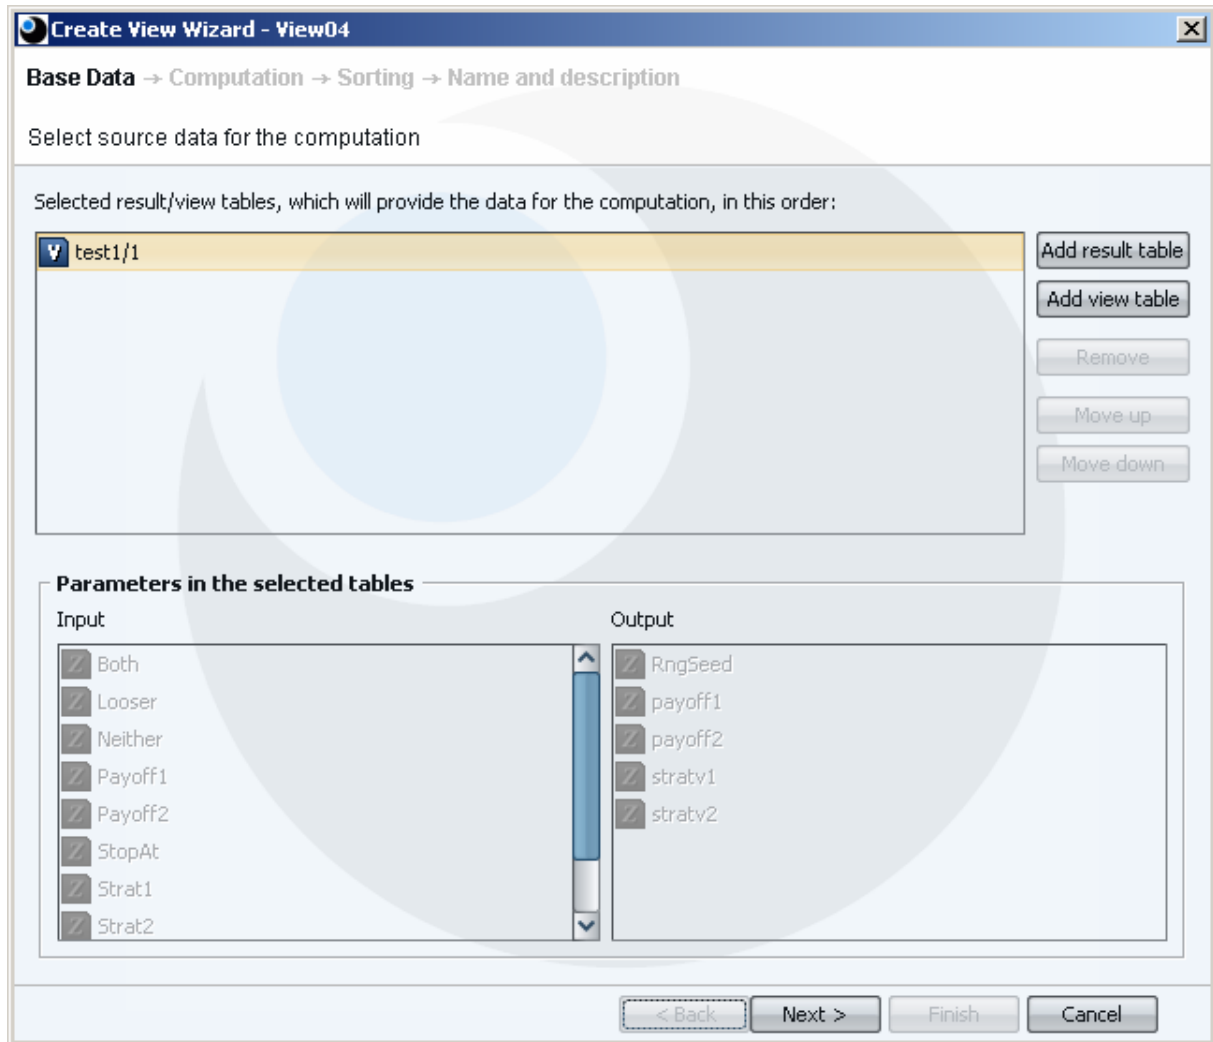 Create View Wizard - View04
Base Data → Computation → Sorting → Name and description
Select source data for the computation
Selected result/view tables, which will provide the data for the computation, in this order:
V test1/1
Add result table
Add view table
Remove
Move up
Move down
Parameters in the selected tables
Input
Output
Z Both
Z Looser
Z Neither
Z Payoff1
Z Payoff2
Z StopAt
Z Strat1
Z Strat2
Z RngSeed
Z payoff1
Z payoff2
Z stratv1
Z stratv2
< Back
Next >
Finish
Cancel